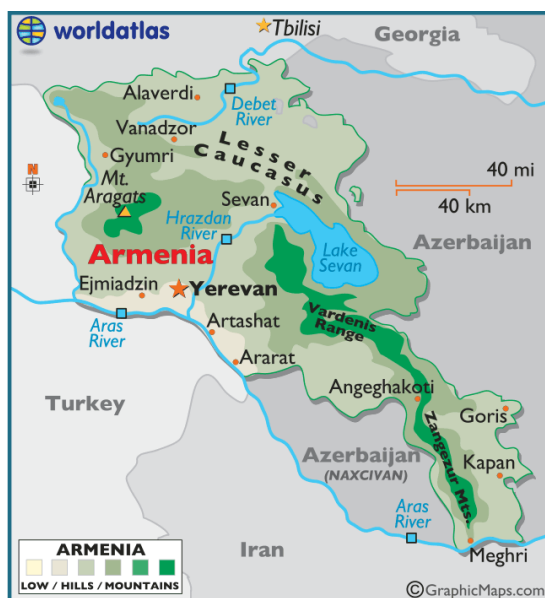 worldatlas
Tbilisi
Georgia
Alaverdi
Debet
River
Vanadzor
Lesser
Caucasus
Gyumri
N
Mt.
Aragats
40 mi
40 km
Sevan
Hrazdan
River
Azerbaijan
Armenia
Lake
Sevan
Ejmiadzin
Yerevan
Aras
River
Artashat
Vardenis
Range
Ararat
Turkey
Angeghakoti
Goris
Zangezur Mts.
Azerbaijan
(NAXCIVAN)
Kapan
Aras
River
Iran
Meghri
ARMENIA
LOW / HILLS / MOUNTAINS
©GraphicMaps.com